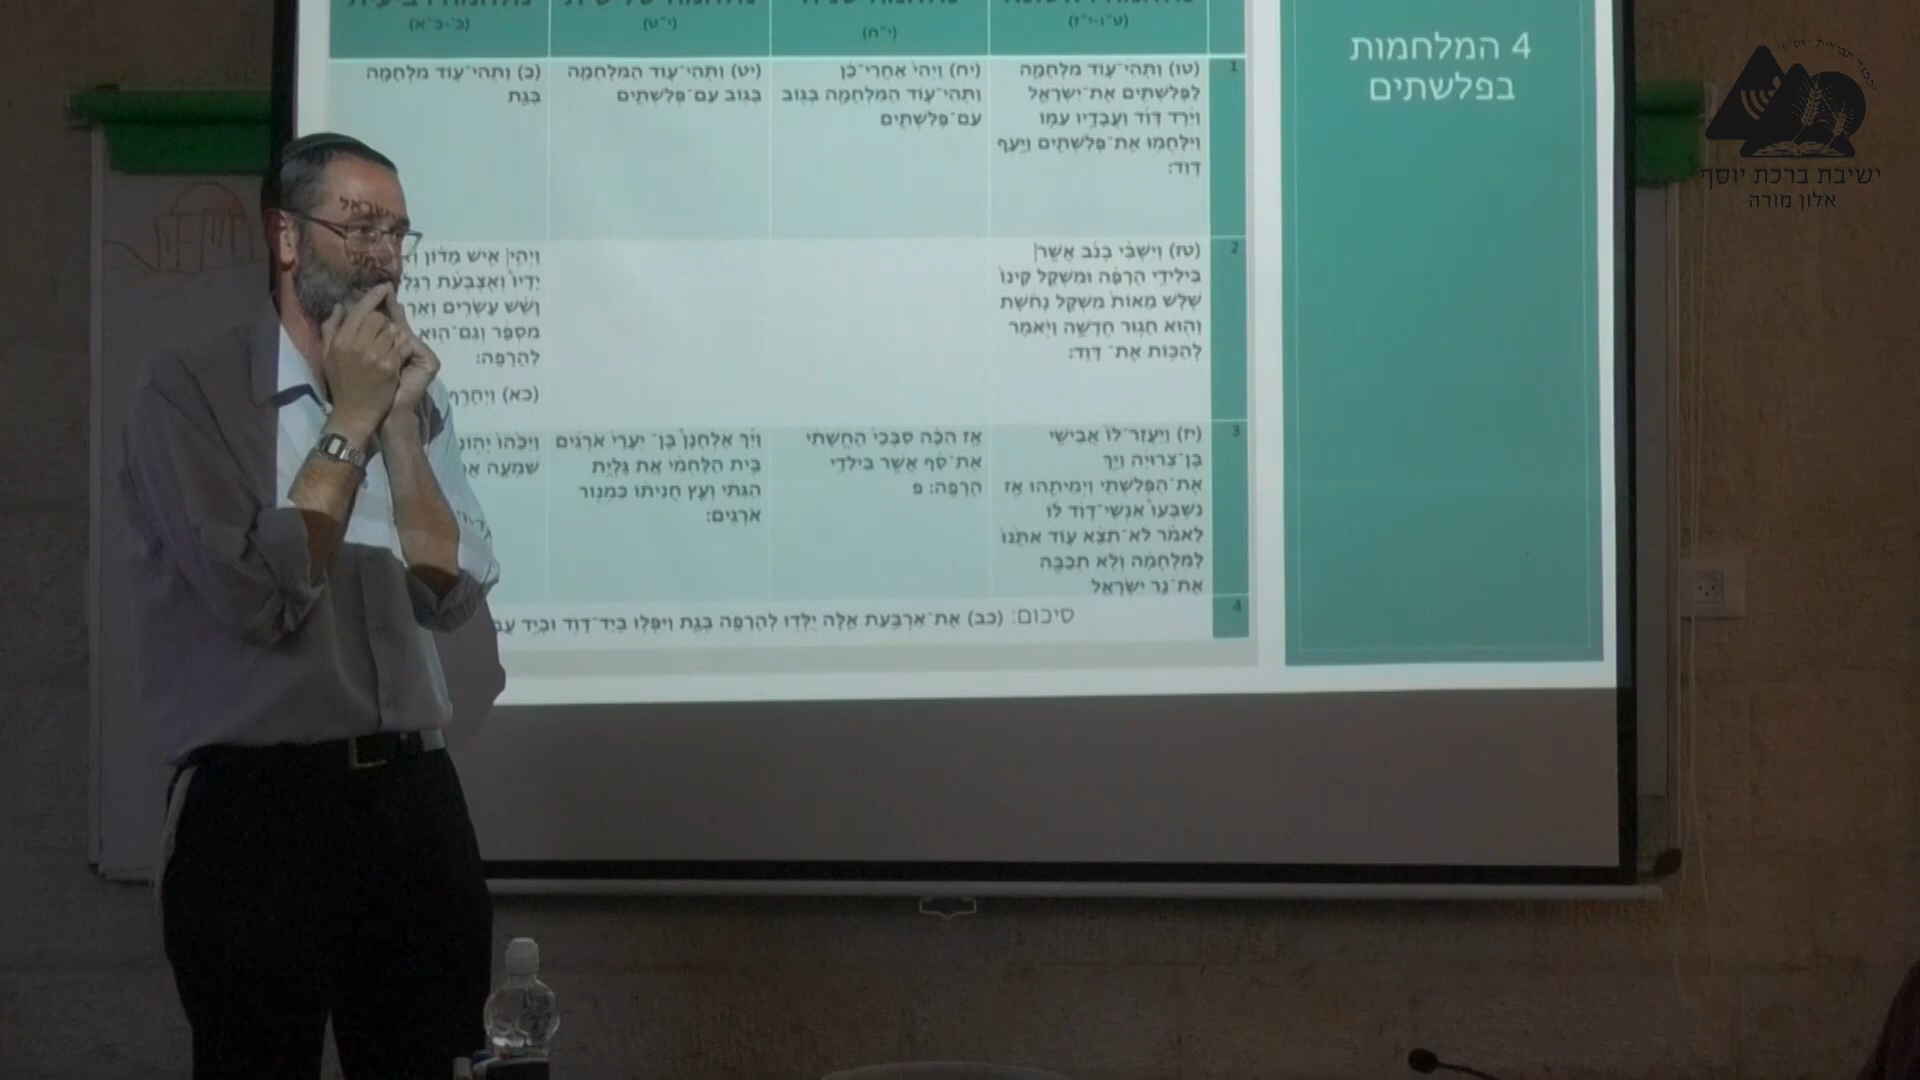 4 המלחמות
בפלשתים
ישיבת ברכת יוסף
אלון מורה
(ט"ו-י"ז)
(י"ח)
(י"ט)
(כ'-כ"א)
1
(טו) וַתְּהִי־עוֹד מִלְחָמָה
לַפְּלִשְׁתִּים אֶת־יִשְׂרָאֵל
וַיֵּרֶד דָּוִד וַעֲבָדָיו עִמּוֹ
וַיִּלָּחֲמוּ אֶת־פְּלִשְׁתִּים וַיָּעַף
דָּוִד:
(יח) וַיְהִי אַחֲרֵי־כֵן
וַתְּהִי־עוֹד הַמִּלְחָמָה בְּגוֹב
עִם־פְּלִשְׁתִּים
(יט) וַתְּהִי־עוֹד הַמִּלְחָמָה
בְּגוֹב עִם־פְּלִשְׁתִּים
(כ) וַתְּהִי־עוֹד מִלְחָמָה
בְּגַת
2
(טז) וְיִשְׁבִּי בְּנֹב אֲשֶׁר|
בִּילִידֵי הָרָפָה וּמִשְׁקַל קֵינוֹ
שְׁלֹשׁ מֵאוֹת מִשְׁקַל נְחֹשֶׁת
וְהוּא חָגוּר חֲדָשָׁה וַיֹּאמֶר
לְהַכּוֹת אֶת־ דָּוִד:
וַיְהִי| אִישׁ מָדוֹן
יָדָיו וְאֶצְבְּעֹת
וָשֵׁשׁ עֶשְׂרִים
מִסְפָּר וְגַם־הוּא
לְהָרָפָה:
(כא) וַיְחָרֵף
3
(יז) וַיַּעֲזָר־לוֹ אֲבִישַׁי
בֶּן־צְרוּיָה וַיַּךְ
אֶת־הַפְּלִשְׁתִּי וַיְמִיתֵהוּ אָז
נִשְׁבְּעוּ אַנְשֵׁי־דָוִד לוֹ
לֵאמֹר לֹא־תֵצֵא עוֹד אִתָּנוּ
לַמִּלְחָמָה וְלֹא תְכַבֶּה
אֶת־נֵר יִשְׂרָאֵל
אָז הִכָּה סִבְּכַי הַחֻשָׁתִי
אֶת־סַף אֲשֶׁר בִּילִדֵי
הָרָפָה: פ
וַיַּךְ אֶלְחָנָן בֶּן־ יַעְרֵי אֹרְגִים
בֵּית הַלַּחְמִי אֵת גָּלְיָת
הַגִּתִּי וְעֵץ חֲנִיתוֹ כִּמְנוֹר
אֹרְגִים:
4
סיכום: (כב) אֶת־אַרְבַּעַת אֵלֶּה יֻלְּדוּ לְהָרָפָה בְּגַת וַיִּפְּלוּ בְיַד־דָּוִד וּבְיַד